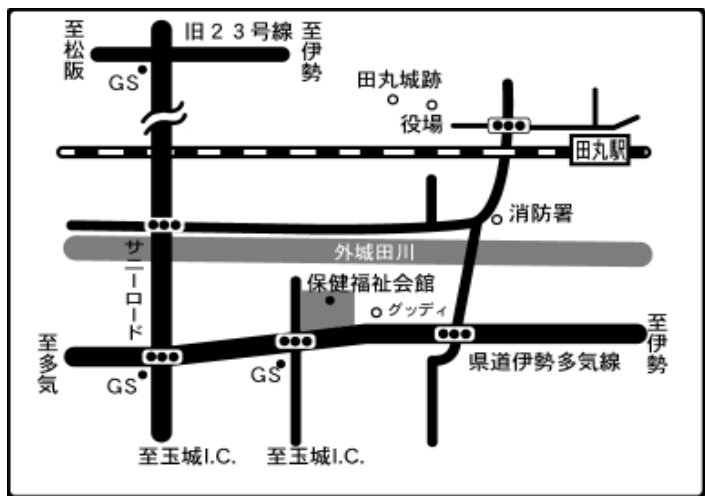 至松阪
旧２３号線
至伊勢
GS
田丸城跡
役場
田丸駅
消防署
外城田川
サニーロード
保健福祉会館
グッディ
至多気
至伊勢
県道伊勢多気線
GS
GS
至玉城I.C.
至玉城I.C.